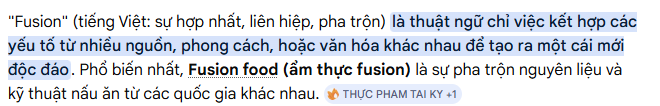 "Fusion" (tiếng Việt: sự hợp nhất, liên hiệp, pha trộn) là thuật ngữ chỉ việc kết hợp các
yếu tố từ nhiều nguồn, phong cách, hoặc văn hóa khác nhau để tạo ra một cái mới
độc đáo. Phổ biến nhất, Fusion food (ẩm thực fusion) là sự pha trộn nguyên liệu và
kỹ thuật nấu ăn từ các quốc gia khác nhau. THỰC PHAM TAI KY +1